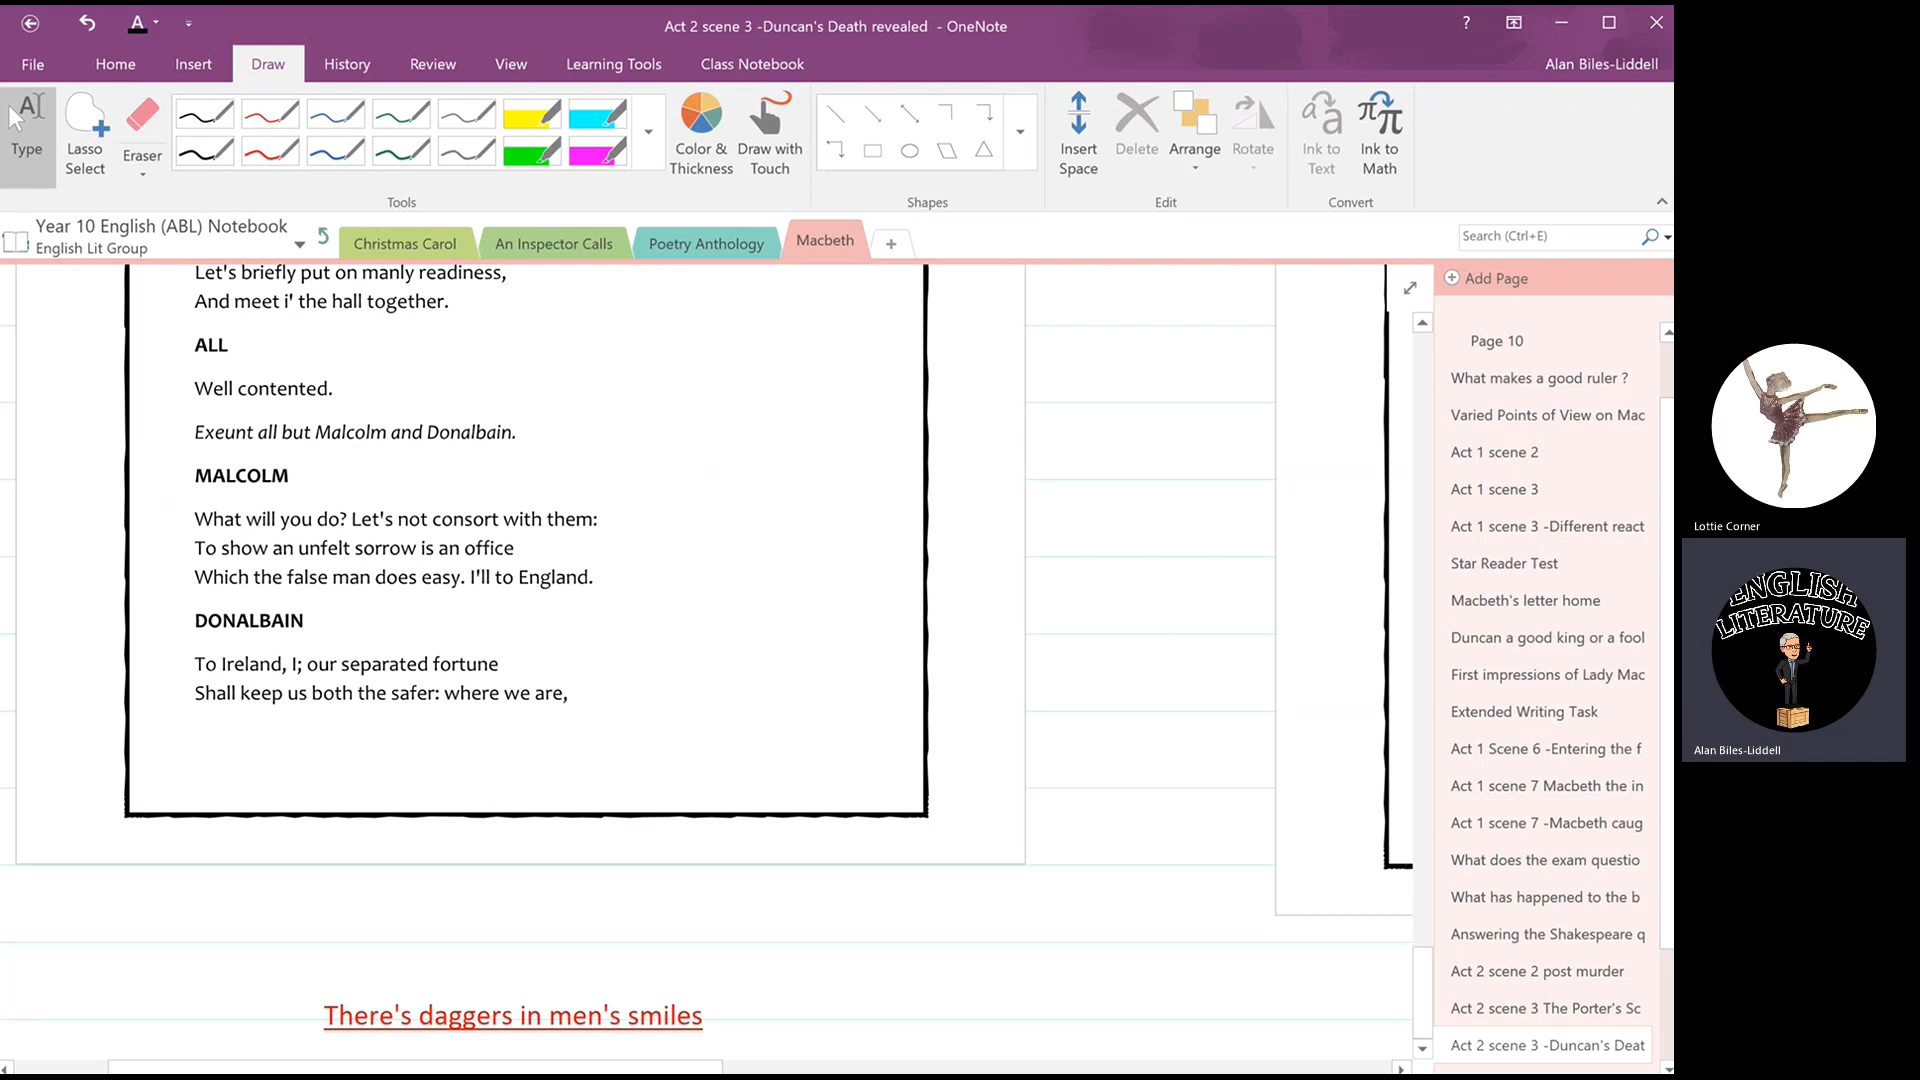 Act 2 scene 3 -Duncan's Death revealed - OneNote
?
File
Home
Insert
Draw
History
Review
View
Learning Tools
Class Notebook
Alan Biles-Liddell
Type
Lasso
Select
Eraser
Color &
Thickness
Draw with
Touch
Insert
Space
Delete
Arrange
Rotate
Ink to
Text
Ink to
Math
Tools
Shapes
Edit
Convert
Year 10 English (ABL) Notebook
English Lit Group
Christmas Carol
An Inspector Calls
Poetry Anthology
Macbeth
Search (Ctrl+E)
Let's briefly put on manly readiness,
And meet i' the hall together.
ALL
Well contented.
Exeunt all but Malcolm and Donalbain.
MALCOLM
What will you do? Let's not consort with them:
To show an unfelt sorrow is an office
Which the false man does easy. I'll to England.
DONALBAIN
To Ireland, I; our separated fortune
Shall keep us both the safer: where we are,
There's daggers in men's smiles
Add Page
Page 10
What makes a good ruler ?
Varied Points of View on Mac
Act 1 scene 2
Act 1 scene 3
Act 1 scene 3 -Different react
Star Reader Test
Macbeth's letter home
Duncan a good king or a fool
First impressions of Lady Mac
Extended Writing Task
Act 1 Scene 6 -Entering the f
Act 1 scene 7 Macbeth the in
Act 1 scene 7 -Macbeth caug
What does the exam questio
What has happened to the b
Answering the Shakespeare q
Act 2 scene 2 post murder
Act 2 scene 3 The Porter's Sc
Act 2 scene 3 -Duncan's Deat
Lottie Corner
ENGLISH
LITERATURE
Alan Biles-Liddell